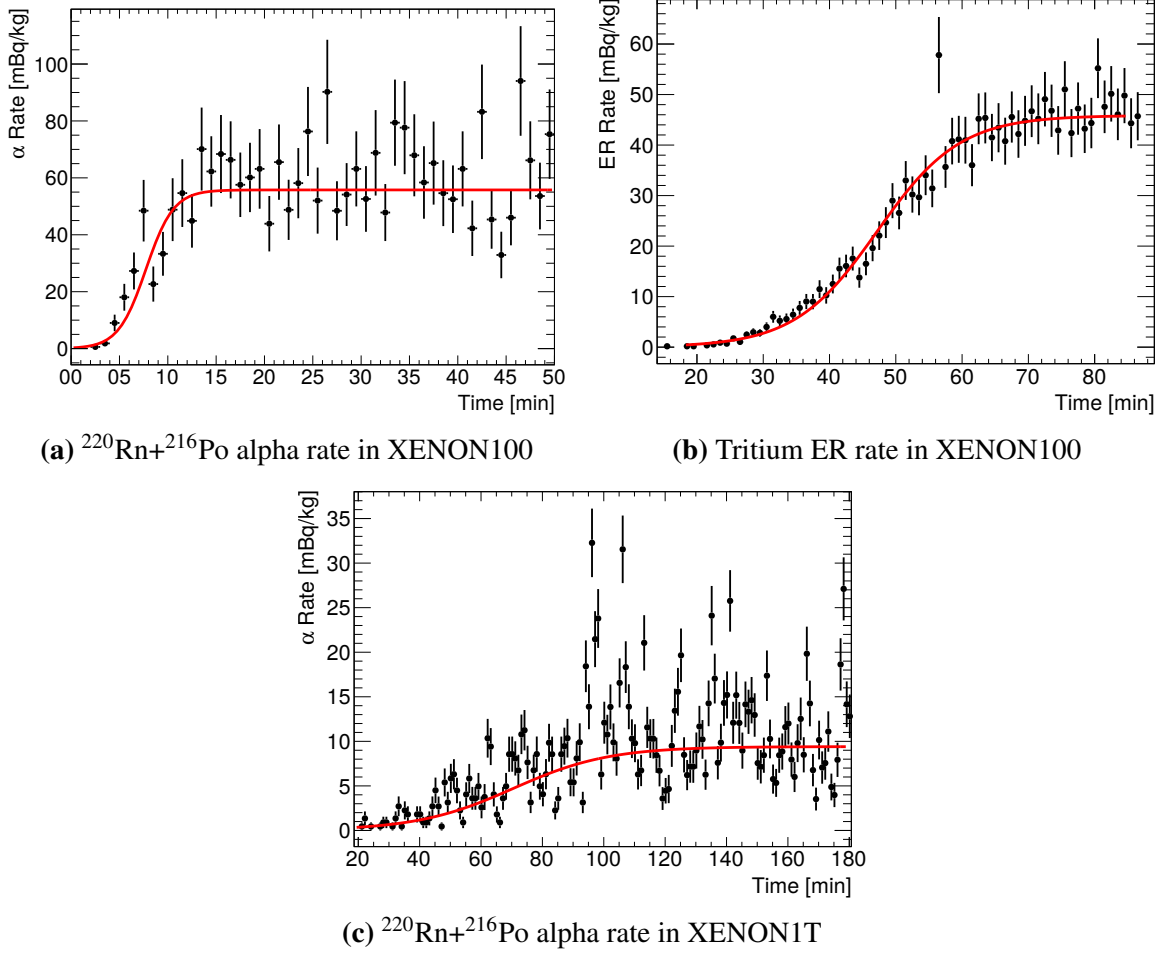 α Rate [mBq/kg]
100
80
60
40
20
0
00 05 10 15 20 25 30 35 40 45 50
Time [min]
(a) ²²⁰Rn+²¹⁶Po alpha rate in XENON100
ER Rate [mBq/kg]
60
50
40
30
20
10
0
20 30 40 50 60 70 80
Time [min]
(b) Tritium ER rate in XENON100
α Rate [mBq/kg]
35
30
25
20
15
10
5
0
20 40 60 80 100 120 140 160 180
Time [min]
(c) ²²⁰Rn+²¹⁶Po alpha rate in XENON1T